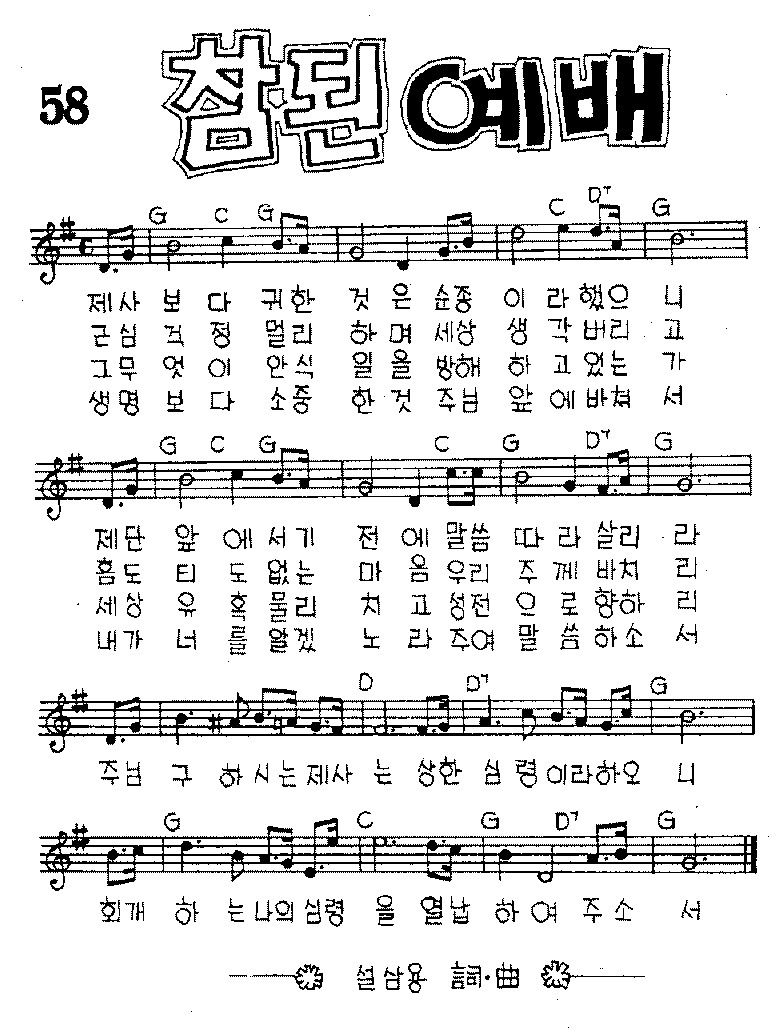 58
참된예배
G C G C D7 G
제사 보다 귀한 것은순종 이라했으니
근심 걱정 멀리 하며세상 생각버리고
그무 엇이 안식 일을 방해 하고있는가
생명 보다 소중 한것 주님 앞에바쳐서
G C G C G D7 G
제단 앞에서기 전에말씀 따라살리라
흠도 티도없는 마음우리 주께바치리
세상 유혹물리 치고성전 으로향하리
내가 너를알겠 노라주여 말씀하소서
D D7 G
주님 구하시는제사는 상한 심령이라하오니
G C G D7 G
회개 하는나의심령을 열납 하여주소서
설삼용 詞·曲